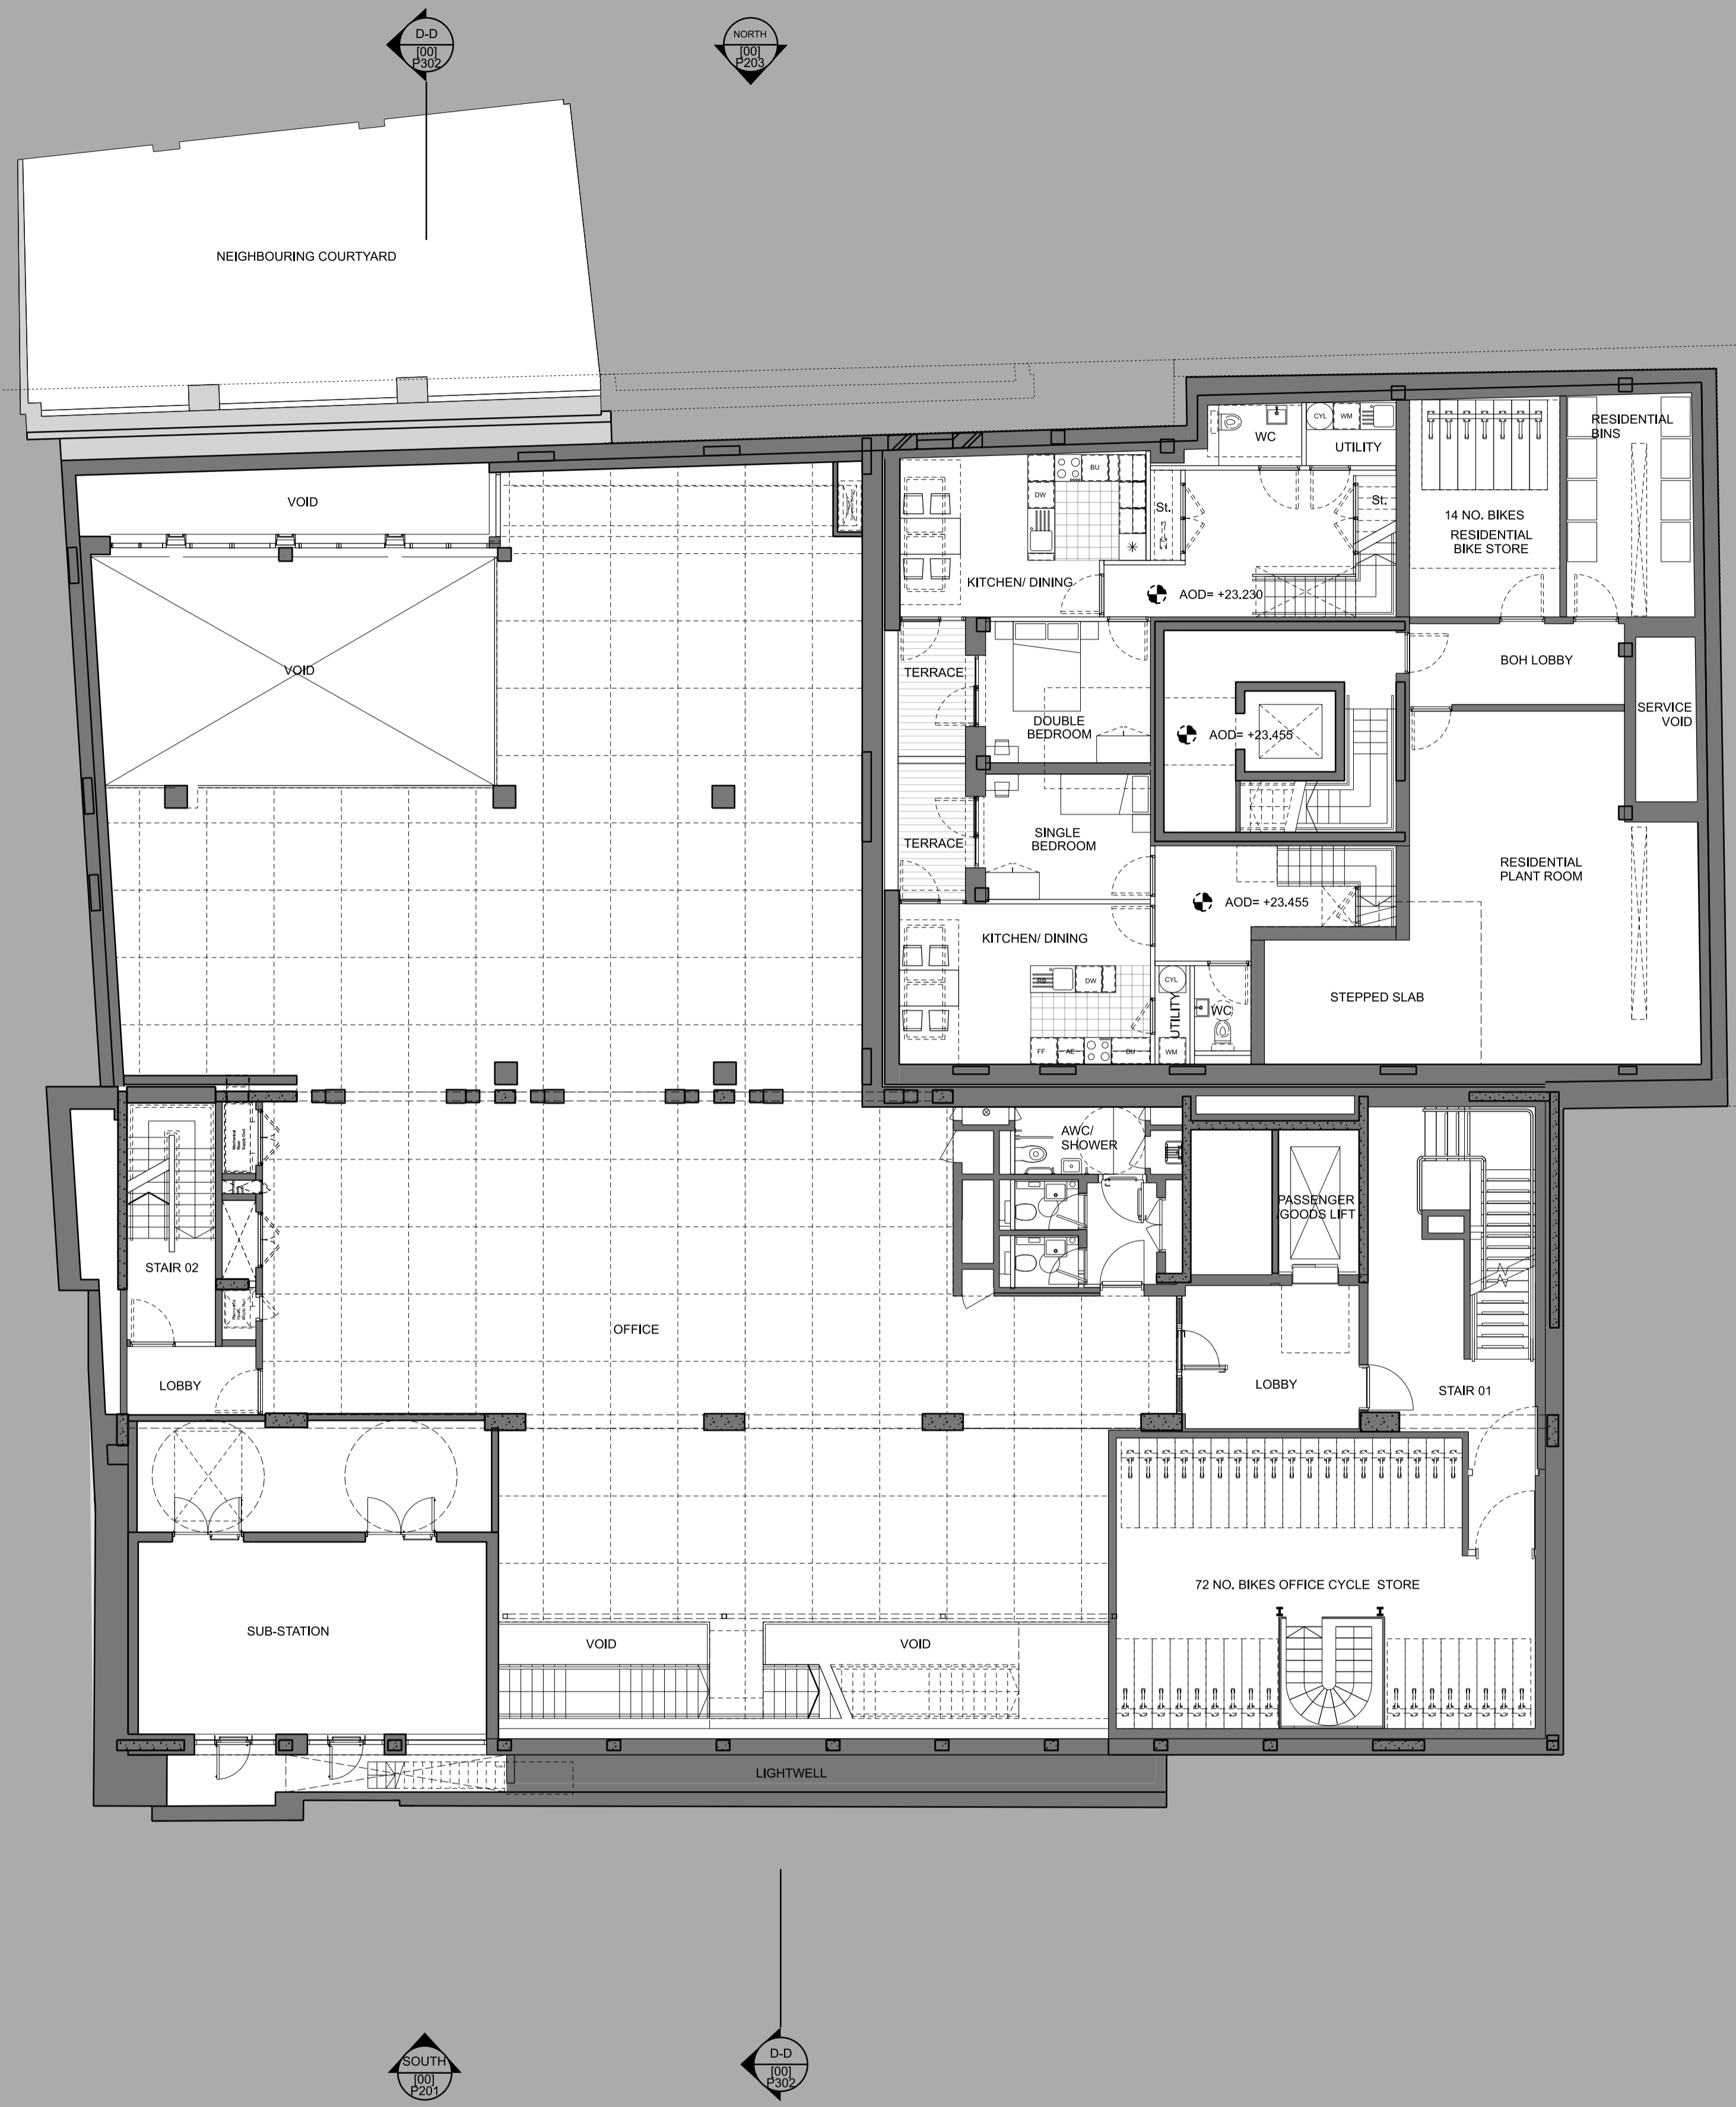 D-D
[00]
P302
NORTH
[00]
P203
NEIGHBOURING COURTYARD
RESIDENTIAL
BINS
WC
CYL
WM
UTILITY
VOID
BU
DW
St.
St.
14 NO. BIKES
RESIDENTIAL
BIKE STORE
KITCHEN/ DINING
AOD= +23.230
VOID
TERRACE
BOH LOBBY
DOUBLE
BEDROOM
AOD= +23.455
SERVICE
VOID
TERRACE
SINGLE
BEDROOM
RESIDENTIAL
PLANT ROOM
AOD= +23.455
KITCHEN/ DINING
RB
DW
CYL
UTILITY
WC
STEPPED SLAB
FF
AE
BU
WM
AWC/
SHOWER
PASSENGER
/GOODS LIFT
STAIR 02
OFFICE
LOBBY
LOBBY
STAIR 01
72 NO. BIKES OFFICE CYCLE STORE
SUB-STATION
VOID
VOID
LIGHTWELL
SOUTH
[00]
P201
D-D
[00]
P302